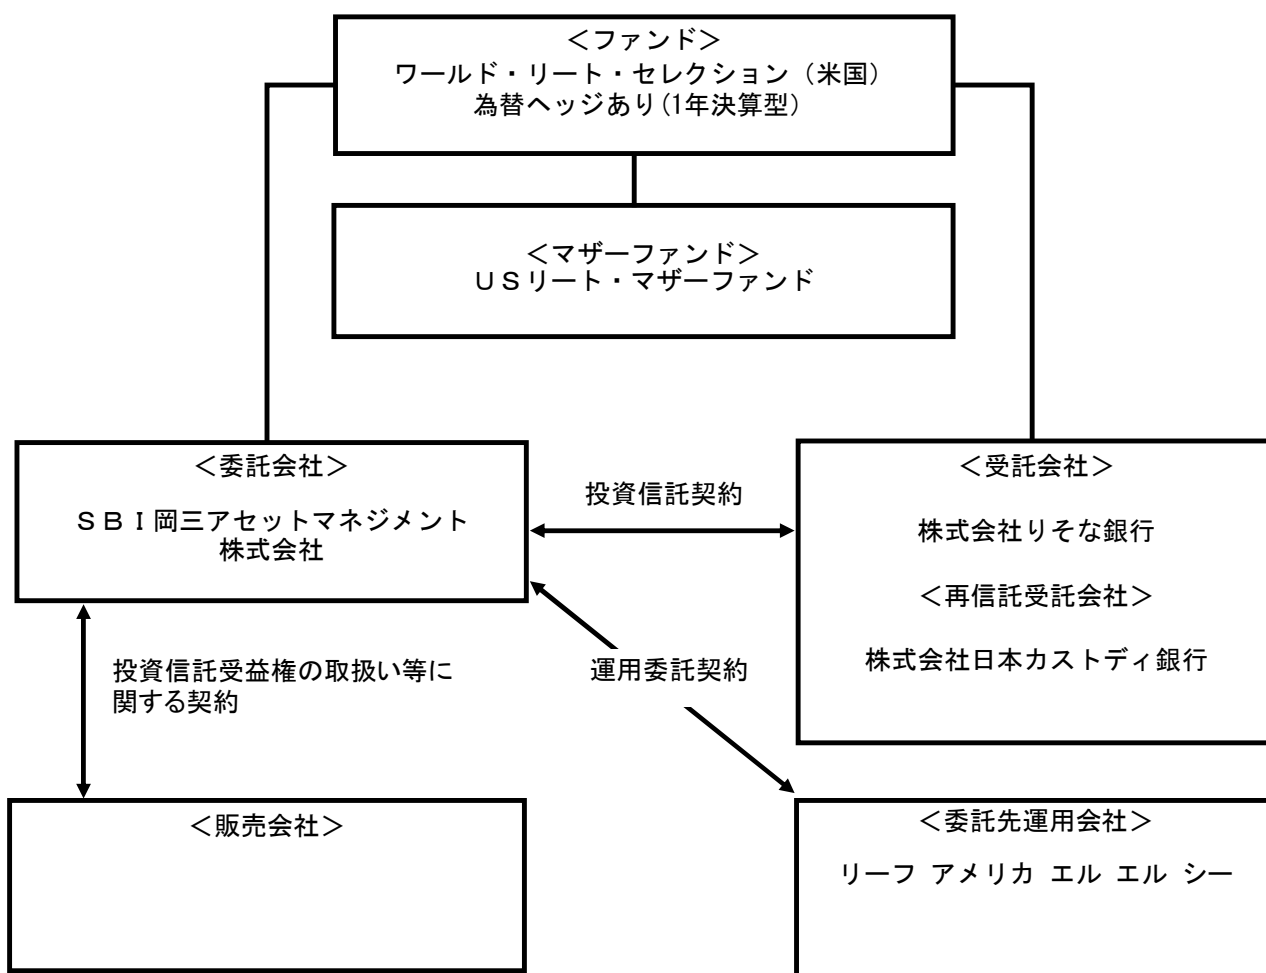 ＜ファンド＞
ワールド・リート・セレクション（米国）
為替ヘッジあり(1年決算型)
＜マザーファンド＞
ＵＳリート・マザーファンド
＜委託会社＞
ＳＢＩ岡三アセットマネジメント
株式会社
投資信託契約
＜受託会社＞
株式会社りそな銀行
＜再信託受託会社＞
株式会社日本カストディ銀行
投資信託受益権の取扱い等に
関する契約
運用委託契約
＜販売会社＞
＜委託先運用会社＞
リーフ アメリカ エル エル シー